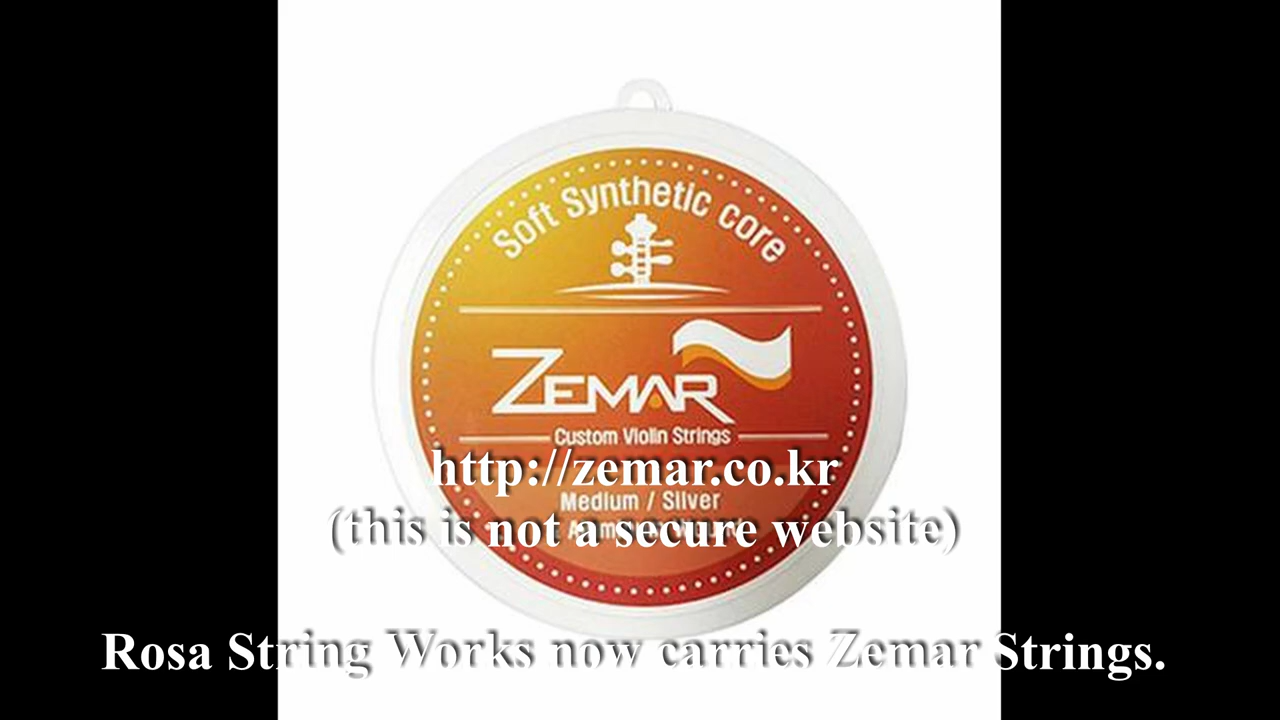 Soft Synthetic core
ZEMAR
Custom Violin Strings
http://zemar.co.kr
Medium / Silver
(this is not a secure website)
Rosa String Works now carries Zemar Strings.